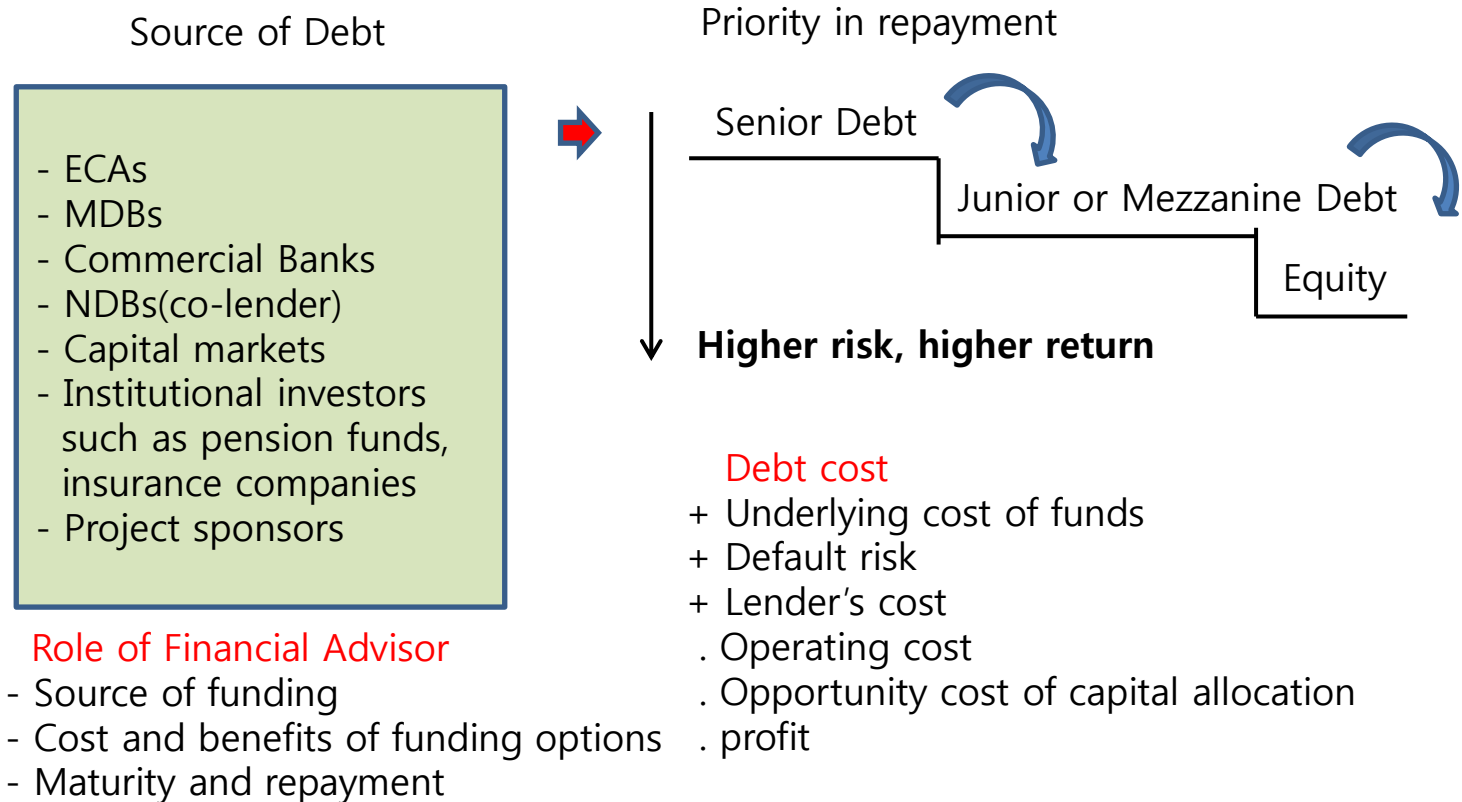 Source of Debt
- ECAs
- MDBs
- Commercial Banks
- NDBs(co-lender)
- Capital markets
- Institutional investors
such as pension funds,
insurance companies
- Project sponsors
Role of Financial Advisor
- Source of funding
- Cost and benefits of funding options
- Maturity and repayment
Priority in repayment
Senior Debt
Junior or Mezzanine Debt
Equity
Higher risk, higher return
Debt cost
+ Underlying cost of funds
+ Default risk
+ Lender’s cost
. Operating cost
. Opportunity cost of capital allocation
. profit